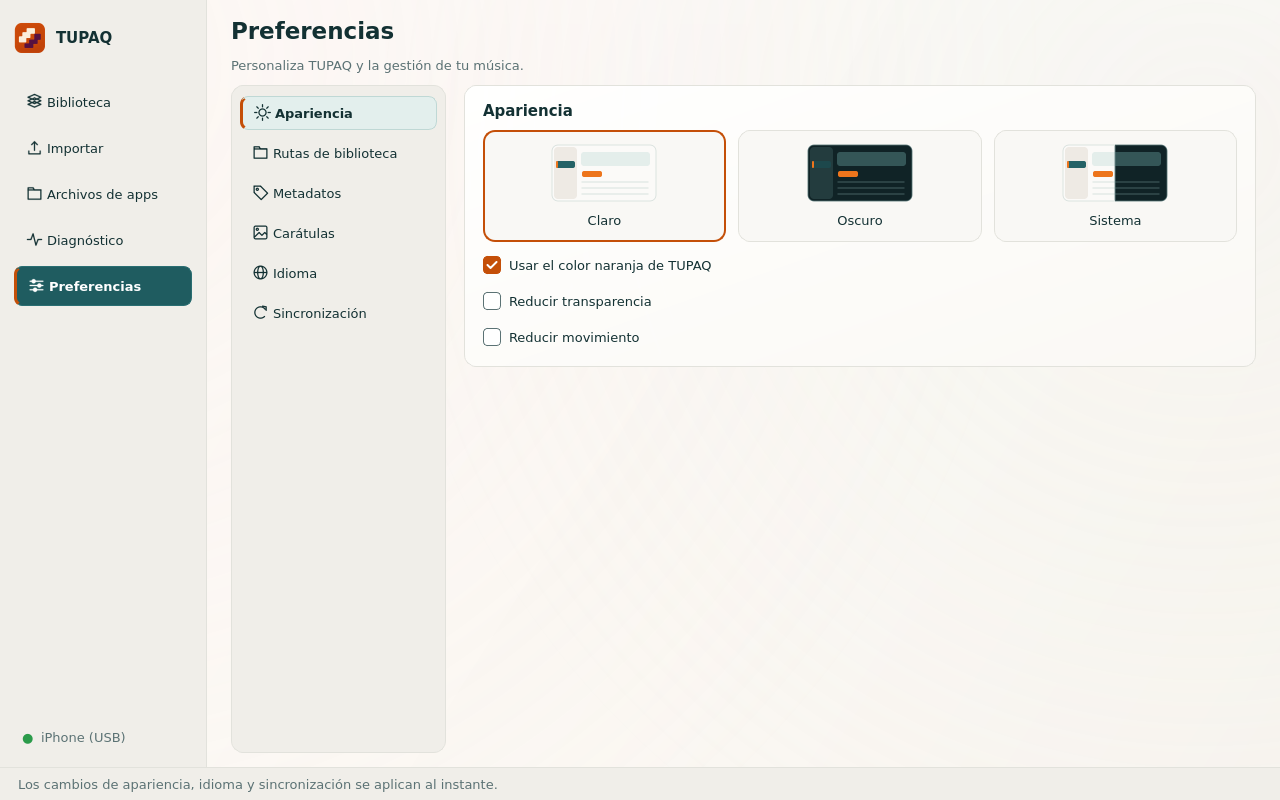 TUPAQ
Biblioteca
Importar
Archivos de apps
Diagnóstico
Preferencias
iPhone (USB)
Preferencias
Personaliza TUPAQ y la gestión de tu música.
Apariencia
Rutas de biblioteca
Metadatos
Carátulas
Idioma
Sincronización
Apariencia
Claro
Oscuro
Sistema
Usar el color naranja de TUPAQ
Reducir transparencia
Reducir movimiento
Los cambios de apariencia, idioma y sincronización se aplican al instante.